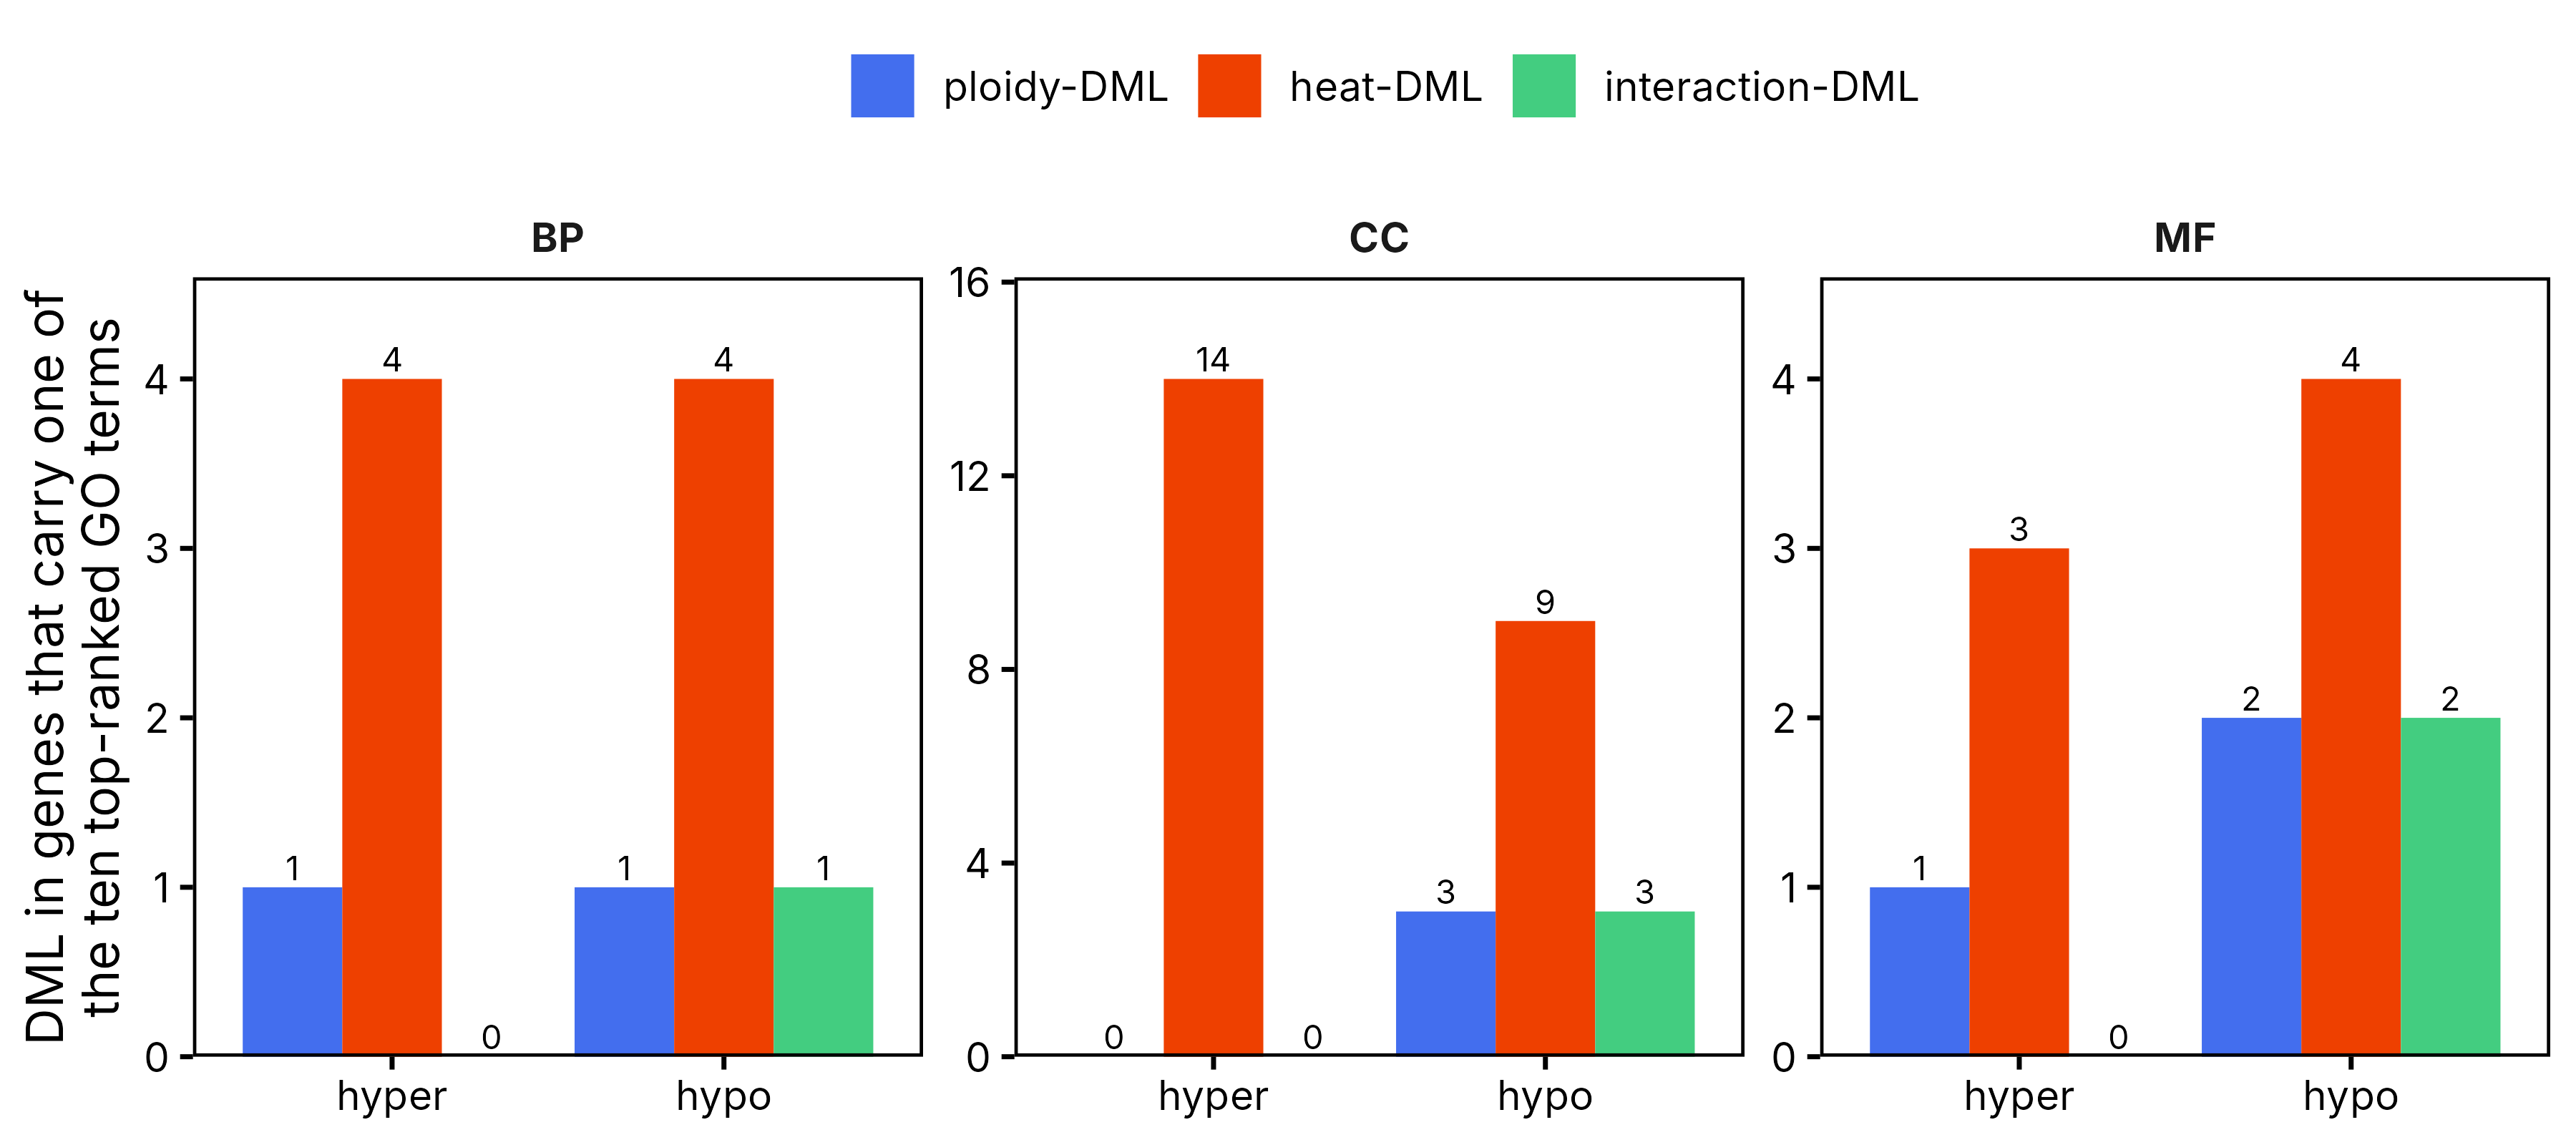 ploidy-DML heat-DML interaction-DML
BP CC MF
DML in genes that carry one of
the ten top-ranked GO terms
4
3
2
1
0
1 4 0 1 4 1
hyper hypo
16
12
8
4
0
0 14 0 3 9 3
hyper hypo
4
3
2
1
0
1 3 0 2 4 2
hyper hypo